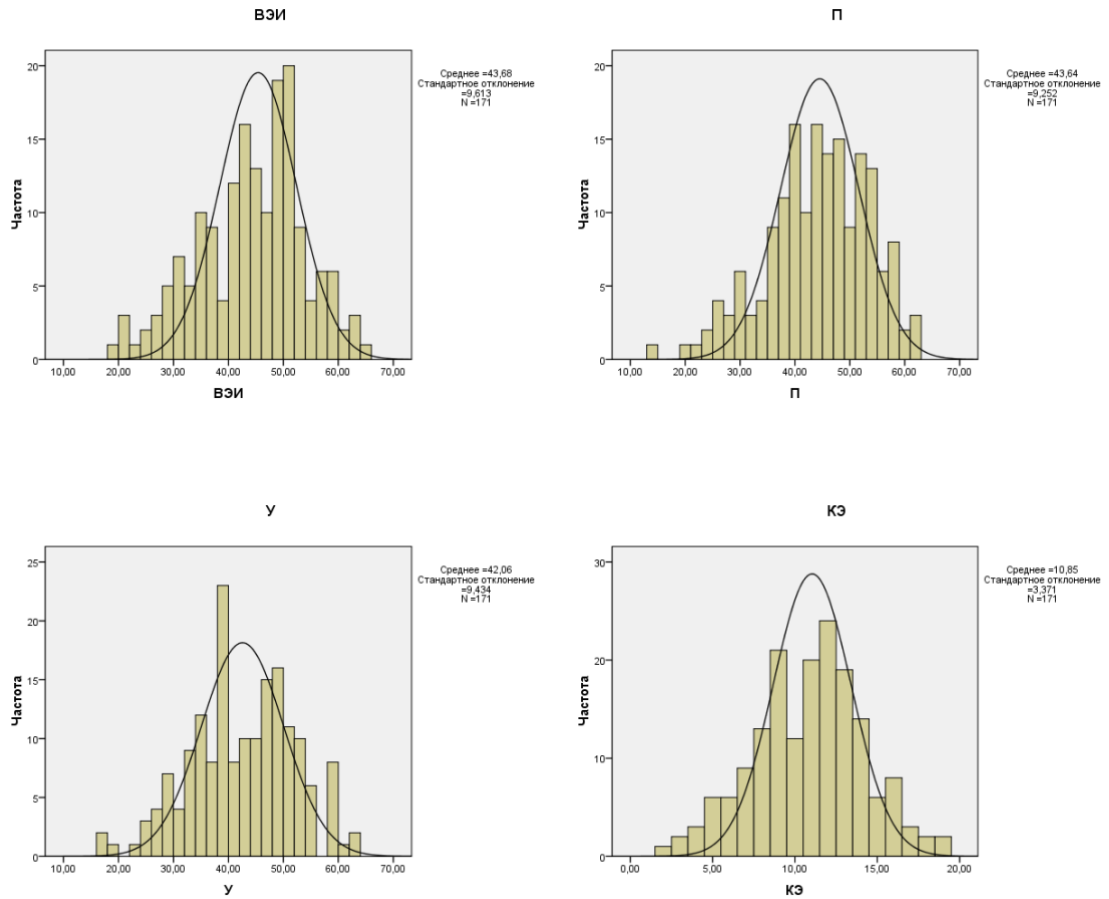 ВЭИ
20
15
10
5
0
Частота
10,00 20,00 30,00 40,00 50,00 60,00 70,00
ВЭИ
Среднее =43,68
Стандартное отклонение
=9,613
N =171
П
20
15
10
5
0
Частота
10,00 20,00 30,00 40,00 50,00 60,00 70,00
П
Среднее =43,64
Стандартное отклонение
=9,252
N =171
У
25
20
15
10
5
0
Частота
10,00 20,00 30,00 40,00 50,00 60,00 70,00
У
Среднее =42,06
Стандартное отклонение
=9,434
N =171
КЭ
30
20
10
0
Частота
0,00 5,00 10,00 15,00 20,00
КЭ
Среднее =10,85
Стандартное отклонение
=3,371
N =171